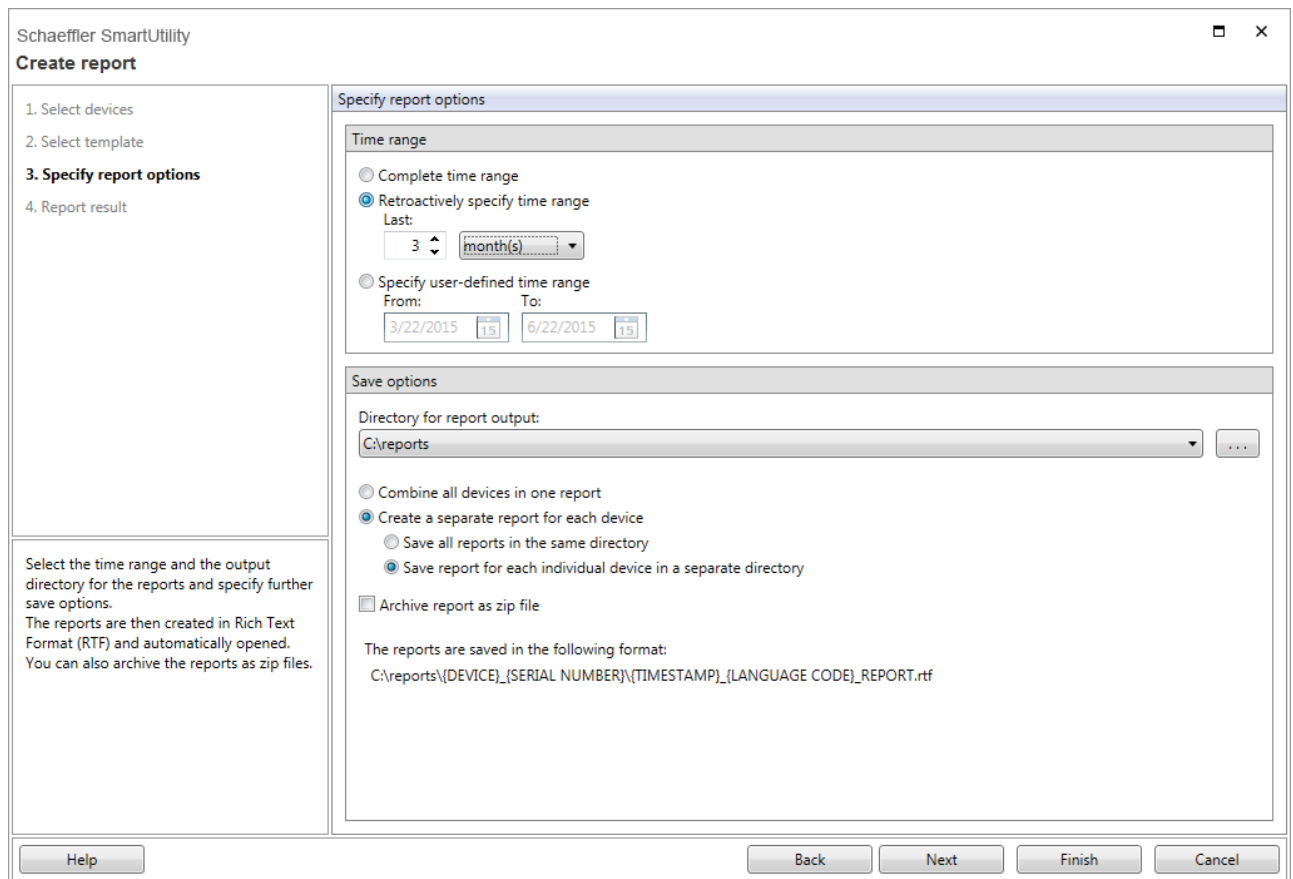 Schaeffler SmartUtility
Create report
1. Select devices
2. Select template
3. Specify report options
4. Report result
Select the time range and the output
directory for the reports and specify further
save options.
The reports are then created in Rich Text
Format (RTF) and automatically opened.
You can also archive the reports as zip files.
Specify report options
Time range
Complete time range
Retroactively specify time range
Last:
3 month(s)
Specify user-defined time range
From: To:
3/22/2015 15 6/22/2015 15
Save options
Directory for report output:
C:\reports ...
Combine all devices in one report
Create a separate report for each device
Save all reports in the same directory
Save report for each individual device in a separate directory
Archive report as zip file
The reports are saved in the following format:
C:\reports\{DEVICE}_{SERIAL NUMBER}\{TIMESTAMP}_{LANGUAGE CODE}_REPORT.rtf
Help Back Next Finish Cancel